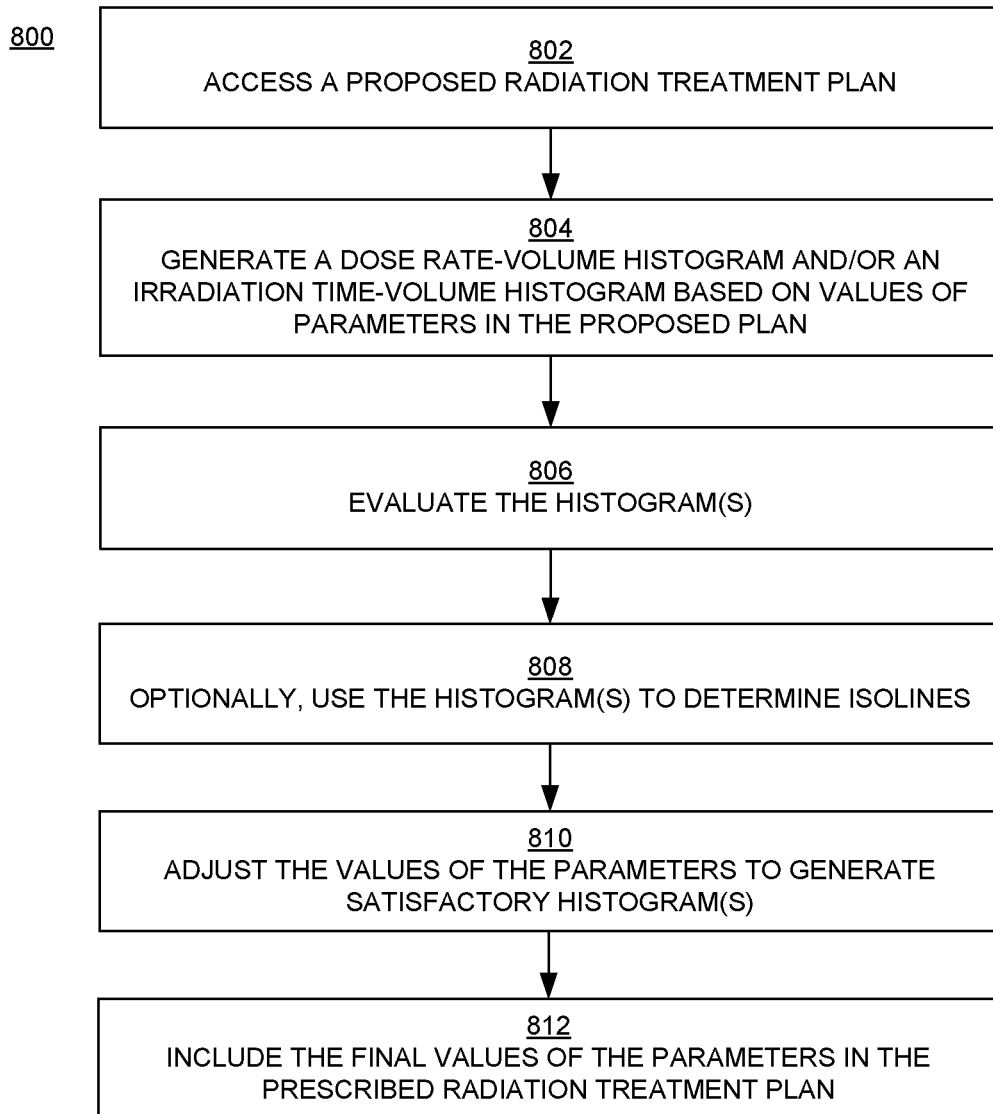 800
802
ACCESS A PROPOSED RADIATION TREATMENT PLAN
804
GENERATE A DOSE RATE-VOLUME HISTOGRAM AND/OR AN
IRRADIATION TIME-VOLUME HISTOGRAM BASED ON VALUES OF
PARAMETERS IN THE PROPOSED PLAN
806
EVALUATE THE HISTOGRAM(S)
808
OPTIONALLY, USE THE HISTOGRAM(S) TO DETERMINE ISOLINES
810
ADJUST THE VALUES OF THE PARAMETERS TO GENERATE
SATISFACTORY HISTOGRAM(S)
812
INCLUDE THE FINAL VALUES OF THE PARAMETERS IN THE
PRESCRIBED RADIATION TREATMENT PLAN